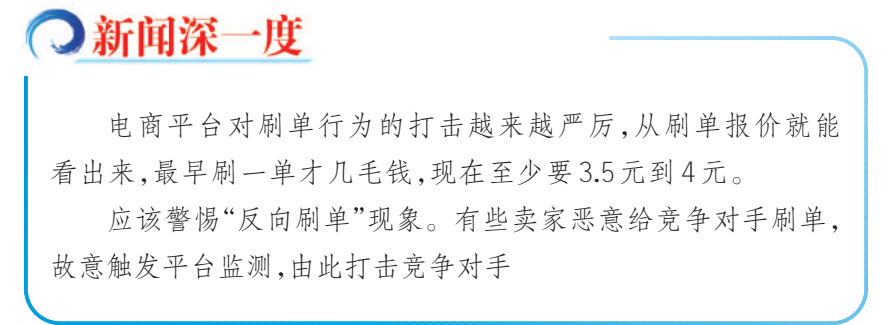 新闻深一度
电商平台对刷单行为的打击越来越严厉,从刷单报价就能
看出来,最早刷一单才几毛钱,现在至少要3.5元到4元。
应该警惕“反向刷单”现象。有些卖家恶意给竞争对手刷单,
故意触发平台监测,由此打击竞争对手